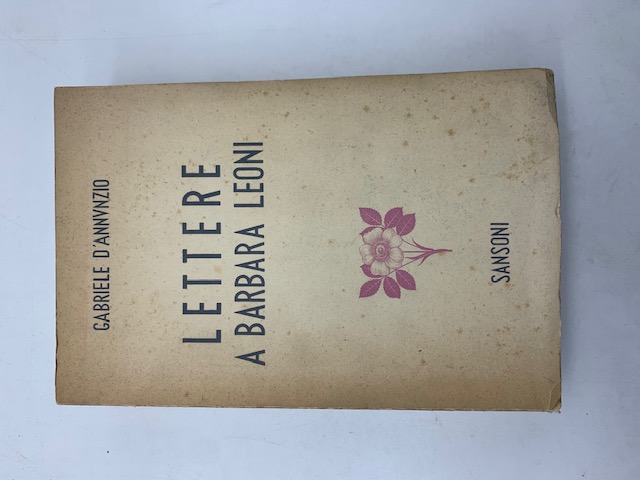 GABRIELE D'ANNVNZIO
LETTERE
A BARBARA LEONI
SANSONI